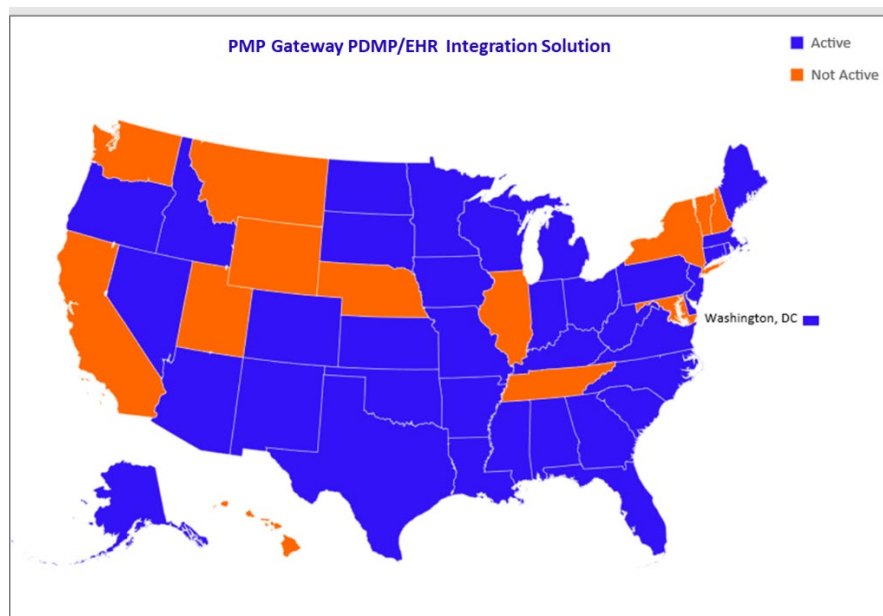 PMP Gateway PDMP/EHR Integration Solution
Active
Not Active
Washington, DC